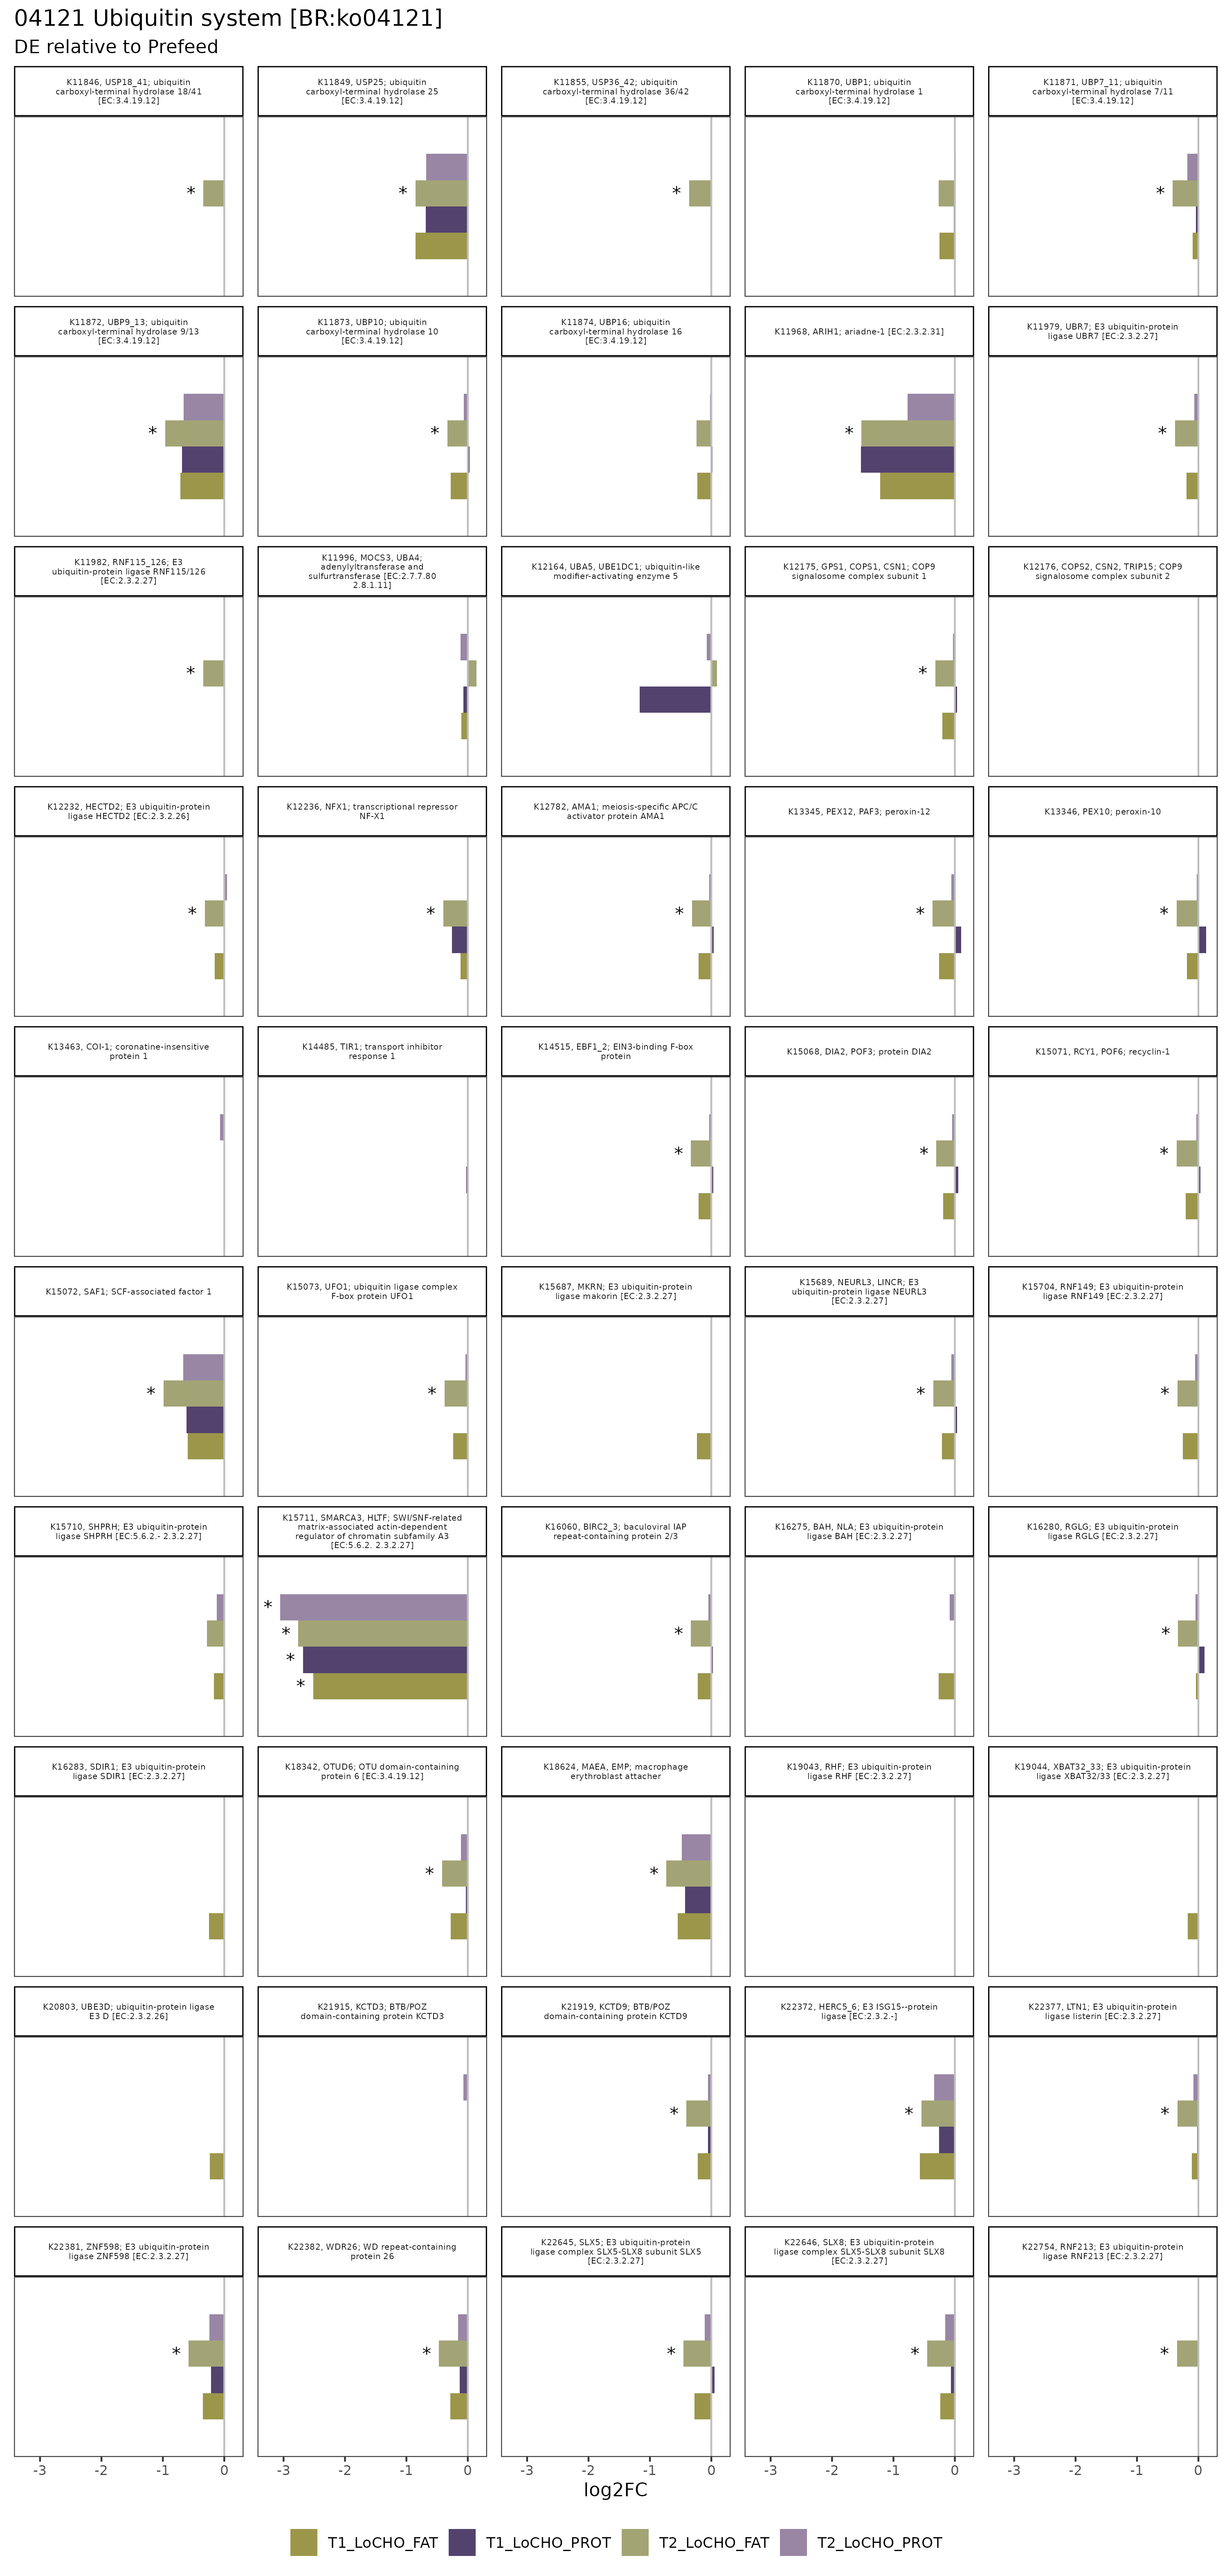 04121 Ubiquitin system [BR:ko04121]
DE relative to Prefeed
K11846, USP18_41; ubiquitin
carboxyl-terminal hydrolase 18/41
[EC:3.4.19.12]
K11849, USP25; ubiquitin
carboxyl-terminal hydrolase 25
[EC:3.4.19.12]
K11855, USP36_42; ubiquitin
carboxyl-terminal hydrolase 36/42
[EC:3.4.19.12]
K11870, UBP1; ubiquitin
carboxyl-terminal hydrolase 1
[EC:3.4.19.12]
K11871, UBP7_11; ubiquitin
carboxyl-terminal hydrolase 7/11
[EC:3.4.19.12]
*
*
*
*
K11872, UBP9_13; ubiquitin
carboxyl-terminal hydrolase 9/13
[EC:3.4.19.12]
K11873, UBP10; ubiquitin
carboxyl-terminal hydrolase 10
[EC:3.4.19.12]
K11874, UBP16; ubiquitin
carboxyl-terminal hydrolase 16
[EC:3.4.19.12]
K11968, ARIH1; ariadne-1 [EC:2.3.2.31]
K11979, UBR7; E3 ubiquitin-protein
ligase UBR7 [EC:2.3.2.27]
*
*
*
*
K11982, RNF115_126; E3
ubiquitin-protein ligase RNF115/126
[EC:2.3.2.27]
K11996, MOCS3, UBA4;
adenylyltransferase and
sulfurtransferase [EC:2.7.7.80
2.8.1.11]
K12164, UBA5, UBE1DC1; ubiquitin-like
modifier-activating enzyme 5
K12175, GPS1, COPS1, CSN1; COP9
signalosome complex subunit 1
K12176, COPS2, CSN2, TRIP15; COP9
signalosome complex subunit 2
*
*
K12232, HECTD2; E3 ubiquitin-protein
ligase HECTD2 [EC:2.3.2.26]
K12236, NFX1; transcriptional repressor
NF-X1
K12782, AMA1; meiosis-specific APC/C
activator protein AMA1
K13345, PEX12, PAF3; peroxin-12
K13346, PEX10; peroxin-10
*
*
*
*
*
K13463, COI-1; coronatine-insensitive
protein 1
K14485, TIR1; transport inhibitor
response 1
K14515, EBF1_2; EIN3-binding F-box
protein
K15068, DIA2, POF3; protein DIA2
K15071, RCY1, POF6; recyclin-1
*
*
*
K15072, SAF1; SCF-associated factor 1
K15073, UFO1; ubiquitin ligase complex
F-box protein UFO1
K15687, MKRN; E3 ubiquitin-protein
ligase makorin [EC:2.3.2.27]
K15689, NEURL3, LINCR; E3
ubiquitin-protein ligase NEURL3
[EC:2.3.2.27]
K15704, RNF149; E3 ubiquitin-protein
ligase RNF149 [EC:2.3.2.27]
*
*
*
*
K15710, SHPRH; E3 ubiquitin-protein
ligase SHPRH [EC:5.6.2.- 2.3.2.27]
K15711, SMARCA3, HLTF; SWI/SNF-related
matrix-associated actin-dependent
regulator of chromatin subfamily A3
[EC:5.6.2. 2.3.2.27]
K16060, BIRC2_3; baculoviral IAP
repeat-containing protein 2/3
K16275, BAH, NLA; E3 ubiquitin-protein
ligase BAH [EC:2.3.2.27]
K16280, RGLG; E3 ubiquitin-protein
ligase RGLG [EC:2.3.2.27]
*
*
*
*
*
*
K16283, SDIR1; E3 ubiquitin-protein
ligase SDIR1 [EC:2.3.2.27]
K18342, OTUD6; OTU domain-containing
protein 6 [EC:3.4.19.12]
K18624, MAEA, EMP; macrophage
erythroblast attacher
K19043, RHF; E3 ubiquitin-protein
ligase RHF [EC:2.3.2.27]
K19044, XBAT32_33; E3 ubiquitin-protein
ligase XBAT32/33 [EC:2.3.2.27]
*
*
K20803, UBE3D; ubiquitin-protein ligase
E3 D [EC:2.3.2.26]
K21915, KCTD3; BTB/POZ
domain-containing protein KCTD3
K21919, KCTD9; BTB/POZ
domain-containing protein KCTD9
K22372, HERC5_6; E3 ISG15--protein
ligase [EC:2.3.2.-]
K22377, LTN1; E3 ubiquitin-protein
ligase listerin [EC:2.3.2.27]
*
*
*
K22381, ZNF598; E3 ubiquitin-protein
ligase ZNF598 [EC:2.3.2.27]
K22382, WDR26; WD repeat-containing
protein 26
K22645, SLX5; E3 ubiquitin-protein
ligase complex SLX5-SLX8 subunit SLX5
[EC:2.3.2.27]
K22646, SLX8; E3 ubiquitin-protein
ligase complex SLX5-SLX8 subunit SLX8
[EC:2.3.2.27]
K22754, RNF213; E3 ubiquitin-protein
ligase RNF213 [EC:2.3.2.27]
*
*
*
*
*
-3 -2 -1 0 -3 -2 -1 0 -3 -2 -1 0 -3 -2 -1 0 -3 -2 -1 0
log2FC
T1_LoCHO_FAT T1_LoCHO_PROT T2_LoCHO_FAT T2_LoCHO_PROT